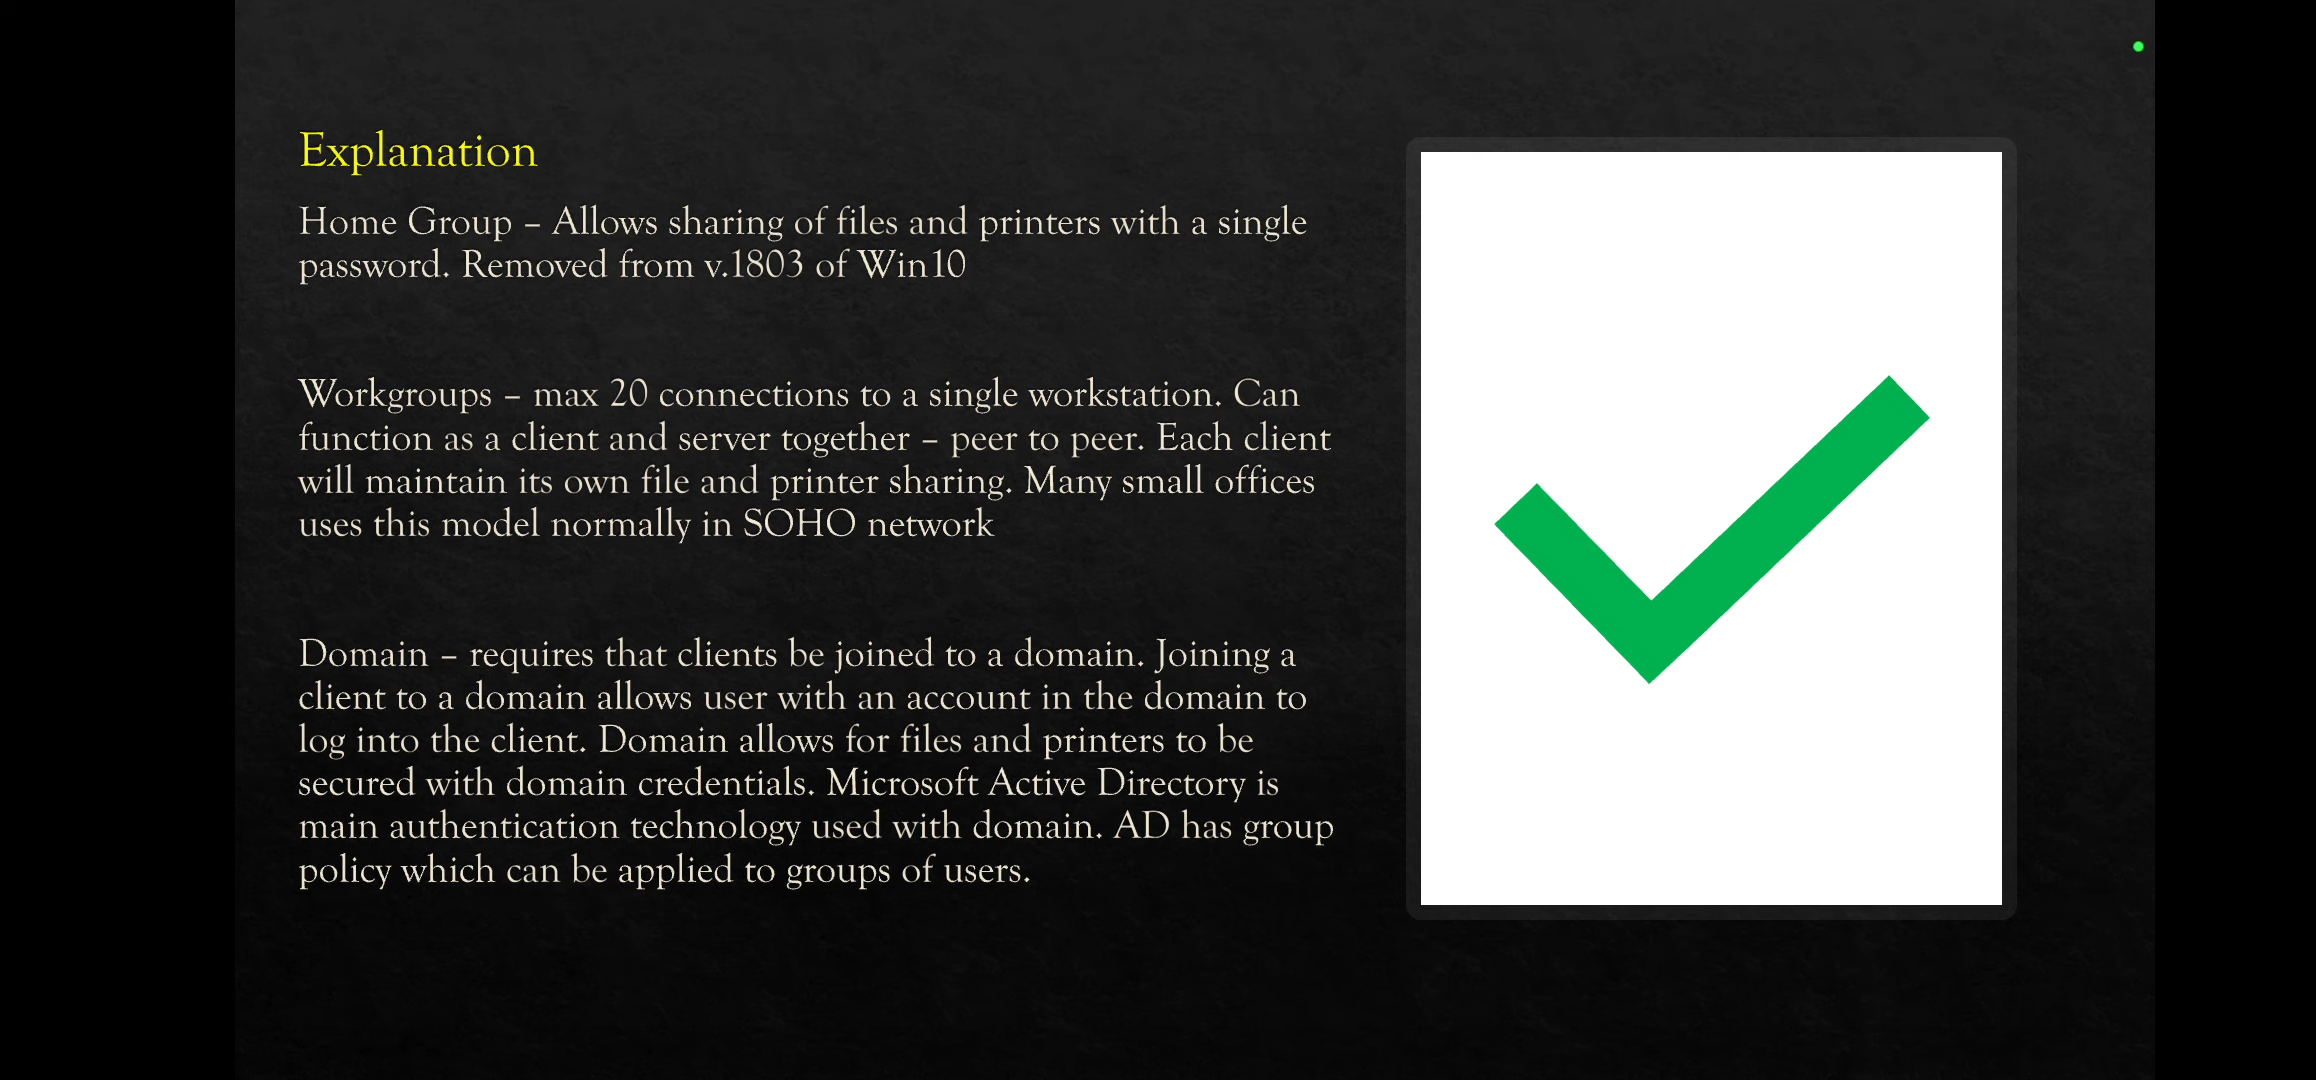 Explanation
Home Group – Allows sharing of files and printers with a single
password. Removed from v.1803 of Win10
Workgroups – max 20 connections to a single workstation. Can
function as a client and server together – peer to peer. Each client
will maintain its own file and printer sharing. Many small offices
uses this model normally in SOHO network
Domain – requires that clients be joined to a domain. Joining a
client to a domain allows user with an account in the domain to
log into the client. Domain allows for files and printers to be
secured with domain credentials. Microsoft Active Directory is
main authentication technology used with domain. AD has group
policy which can be applied to groups of users.